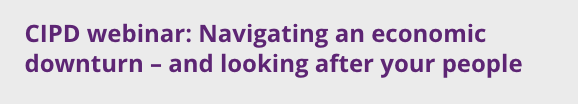 CIPD webinar: Navigating an economic
downturn – and looking after your people